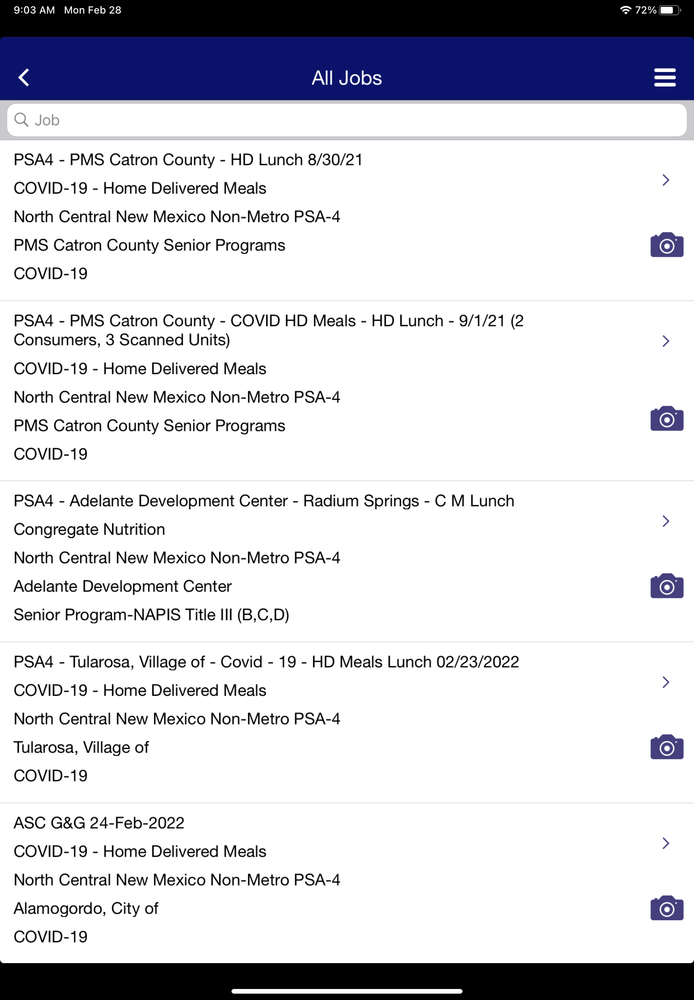 9:03 AM Mon Feb 28
72%
All Jobs
Job
PSA4 - PMS Catron County - HD Lunch 8/30/21
COVID-19 - Home Delivered Meals
North Central New Mexico Non-Metro PSA-4
PMS Catron County Senior Programs
COVID-19
PSA4 - PMS Catron County - COVID HD Meals - HD Lunch - 9/1/21 (2
Consumers, 3 Scanned Units)
COVID-19 - Home Delivered Meals
North Central New Mexico Non-Metro PSA-4
PMS Catron County Senior Programs
COVID-19
PSA4 - Adelante Development Center - Radium Springs - C M Lunch
Congregate Nutrition
North Central New Mexico Non-Metro PSA-4
Adelante Development Center
Senior Program-NAPIS Title III (B,C,D)
PSA4 - Tularosa, Village of - Covid - 19 - HD Meals Lunch 02/23/2022
COVID-19 - Home Delivered Meals
North Central New Mexico Non-Metro PSA-4
Tularosa, Village of
COVID-19
ASC G&G 24-Feb-2022
COVID-19 - Home Delivered Meals
North Central New Mexico Non-Metro PSA-4
Alamogordo, City of
COVID-19